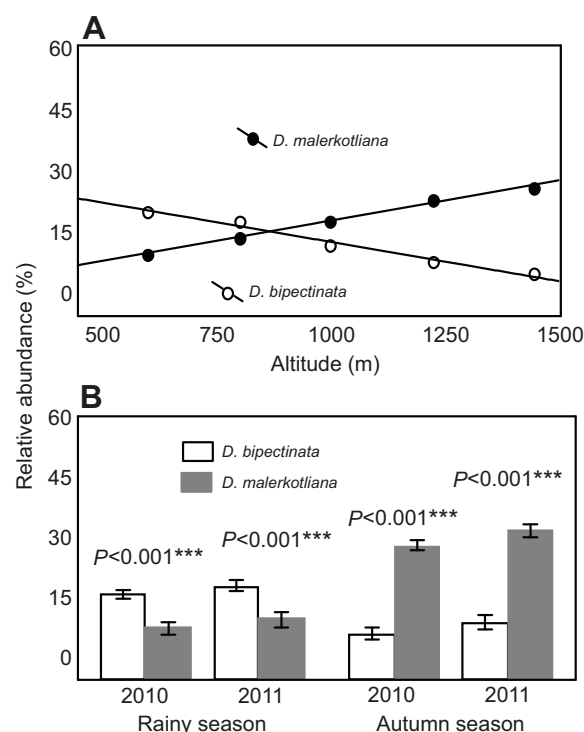 A
60
45
30
15
0
D. malerkotliana
D. bipectinata
500 750 1000 1250 1500
Altitude (m)
Relative abundance (%)
B
60
45
30
15
0
D. bipectinata
D. malerkotliana
P<0.001***
P<0.001***
P<0.001***
P<0.001***
2010 2011 2010 2011
Rainy season Autumn season